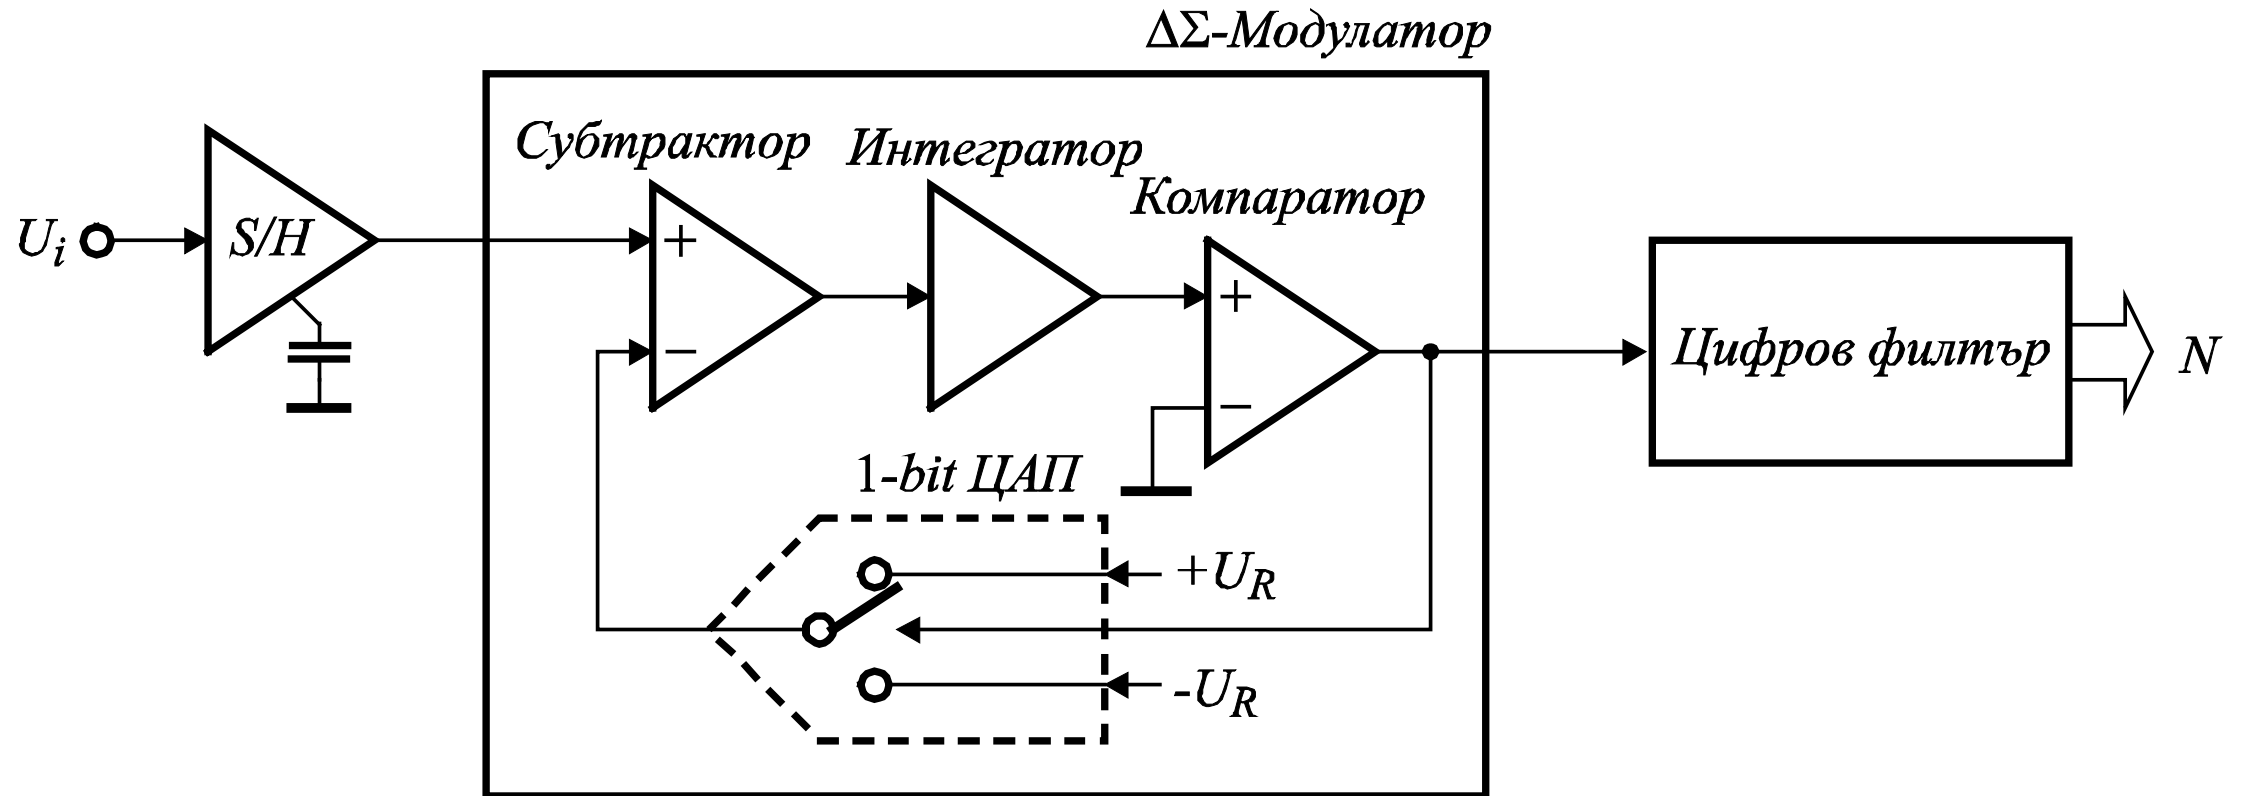 ΔΣ-Модулатор
Субтрактор
Интегратор
Компаратор
Ui
S/H
+
−
+
−
Цифров филтър
N
1-bit ЦАП
+UR
-UR